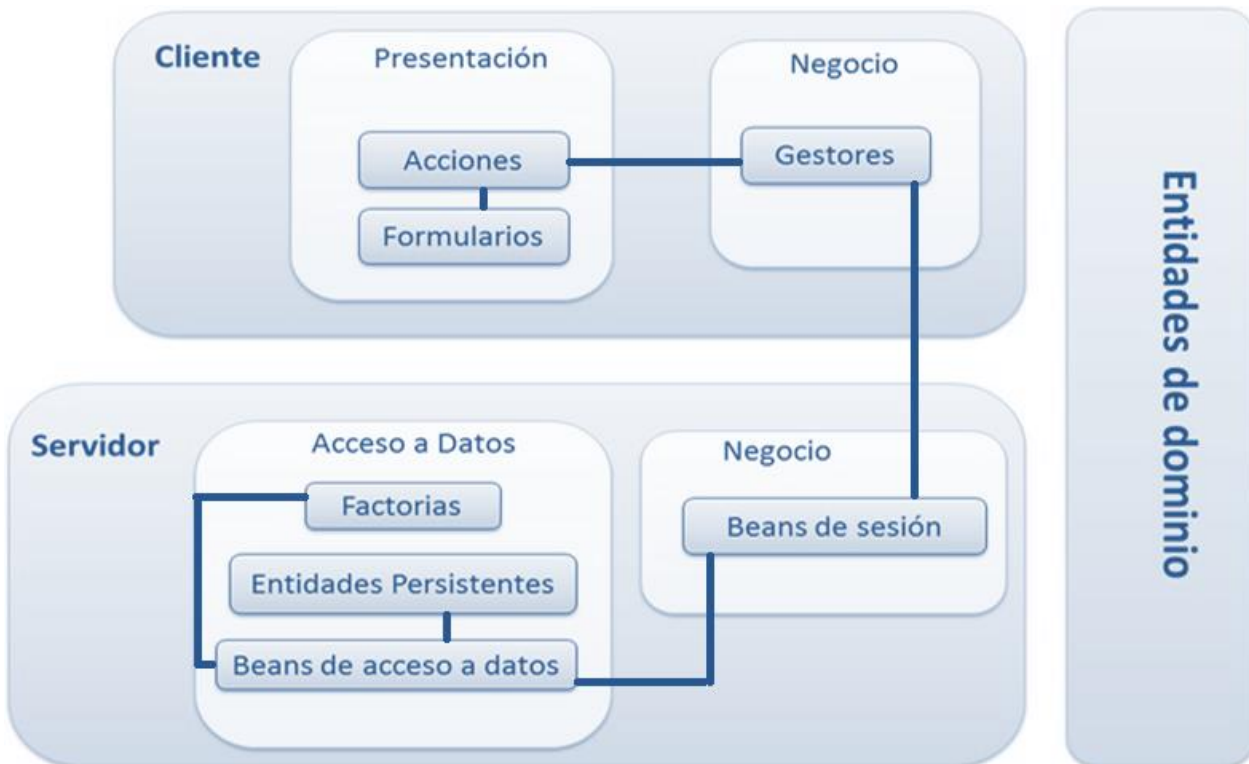 Cliente
Presentación
Acciones
Formularios
Negocio
Gestores
Servidor
Acceso a Datos
Factorias
Entidades Persistentes
Beans de acceso a datos
Negocio
Beans de sesión
Entidades de dominio